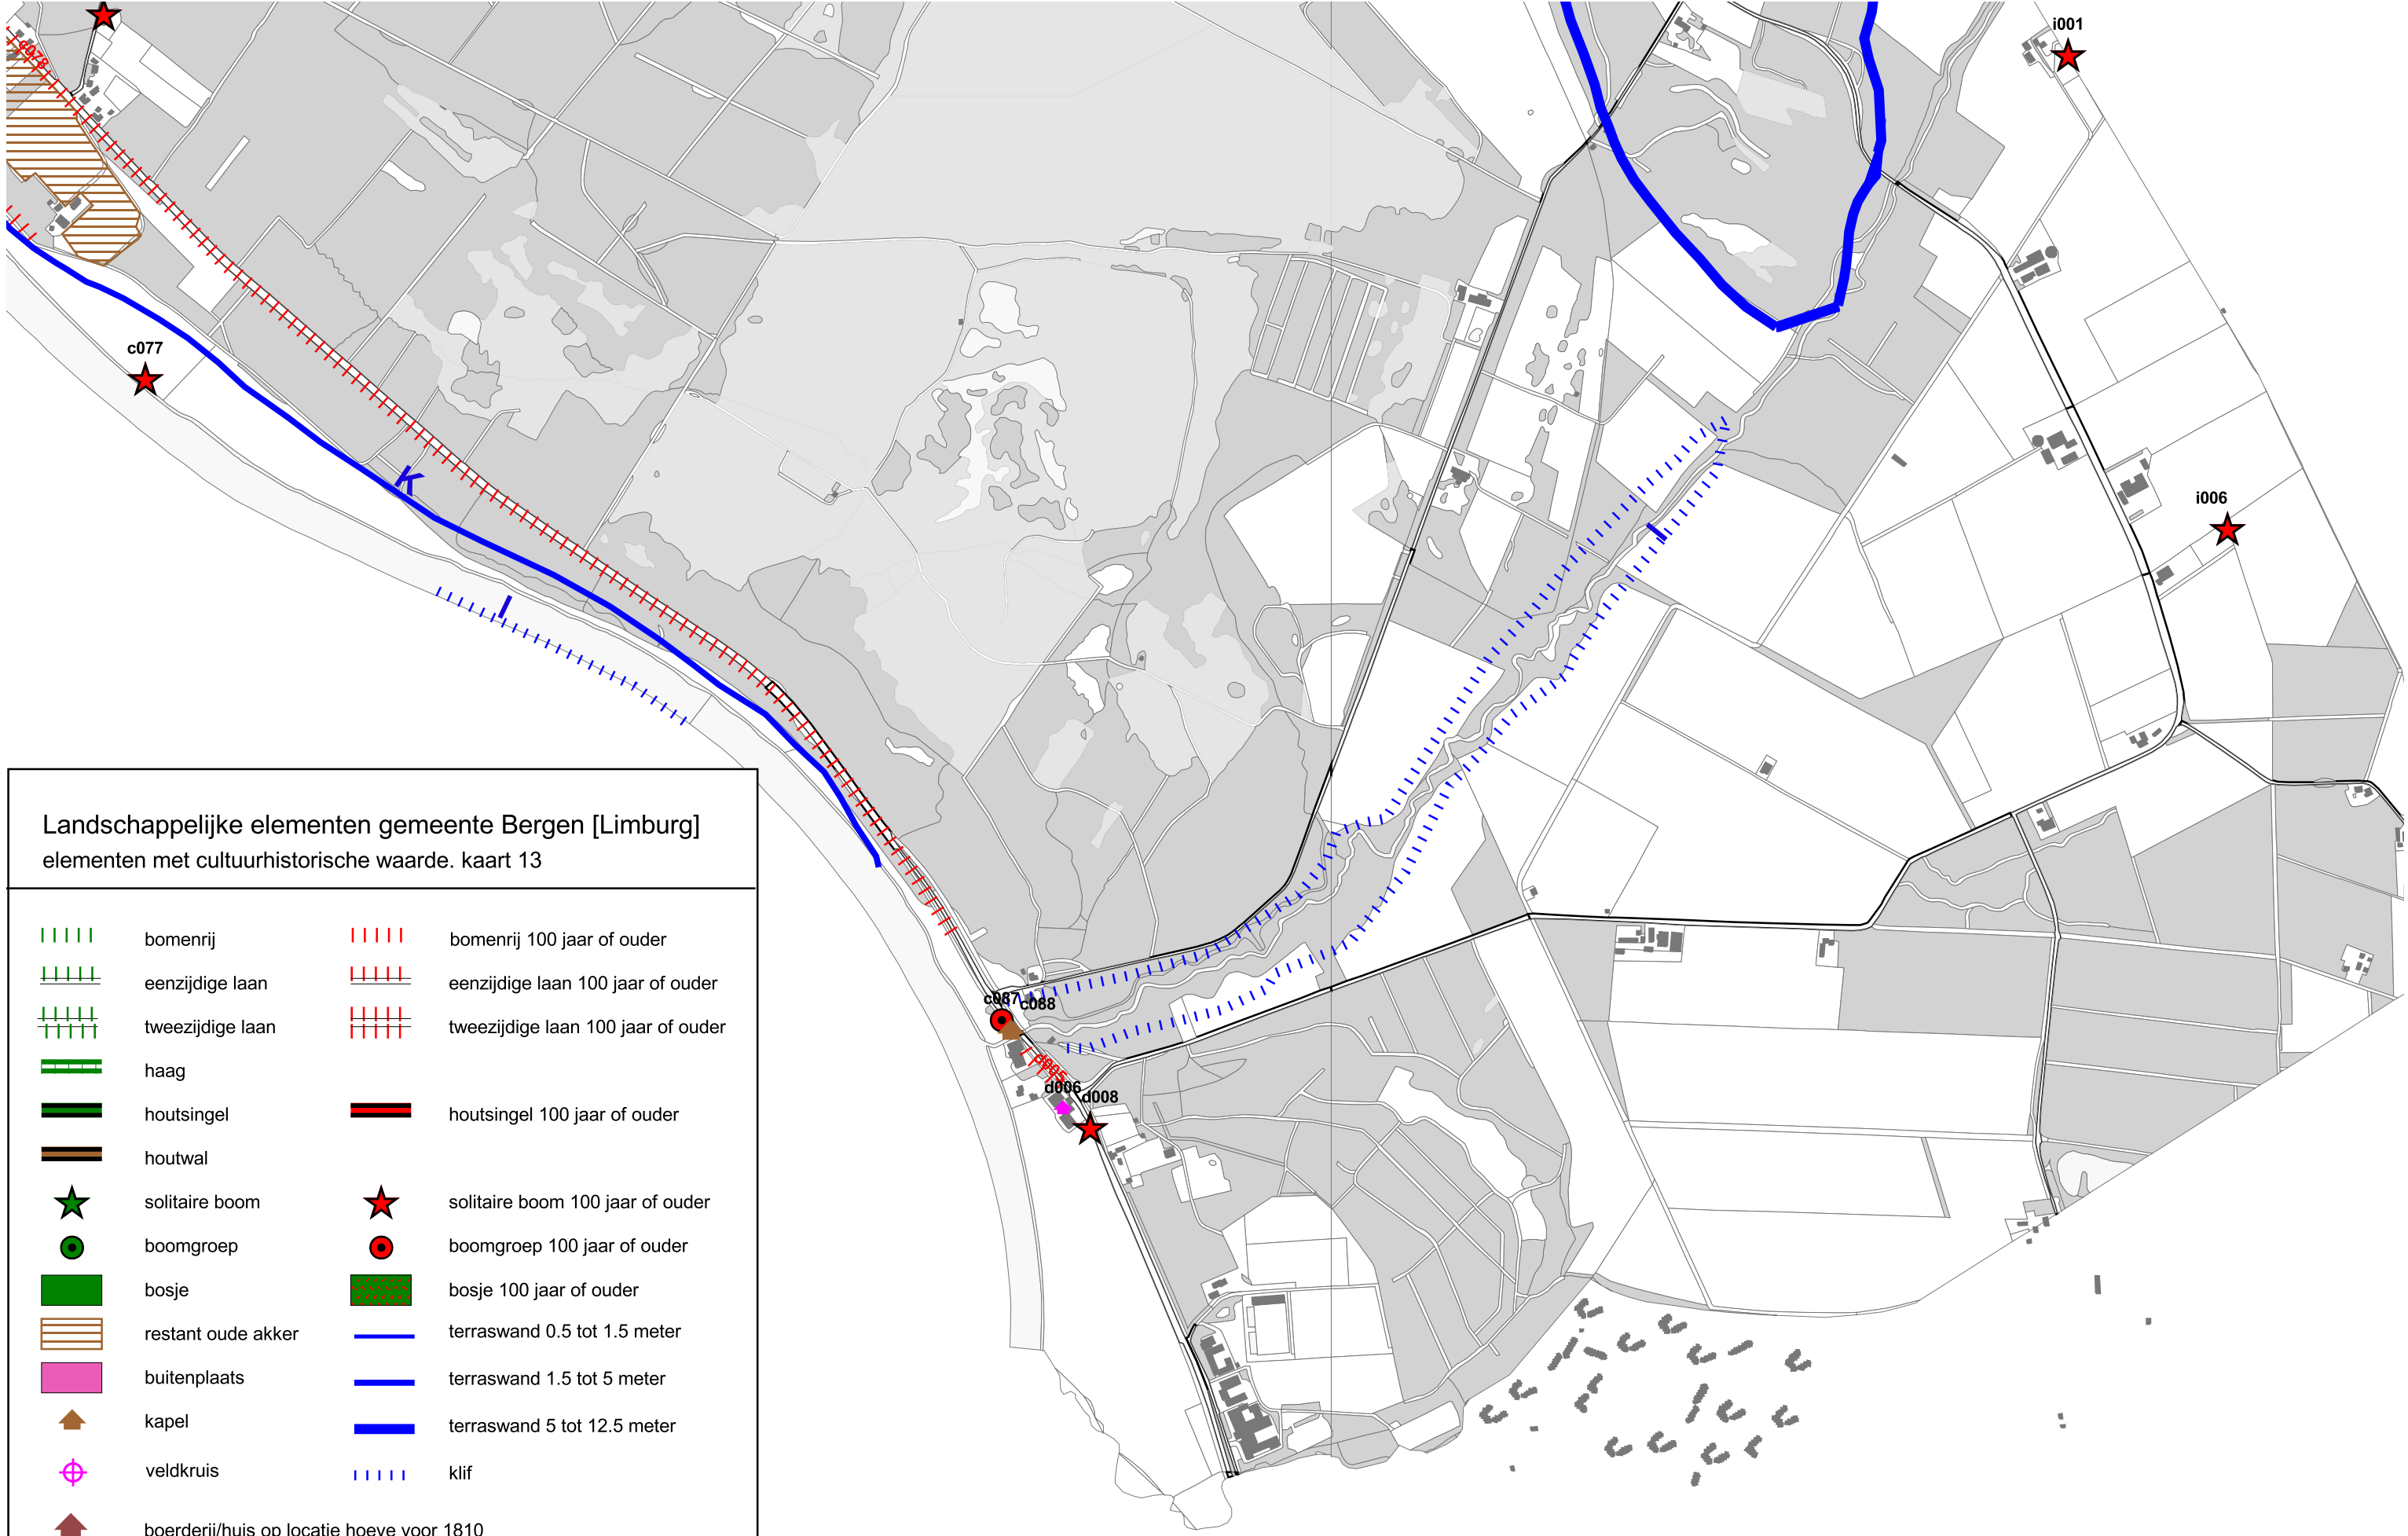 i001
c078
c077
K
I
I
i006
c087 c088
d005
d006
d008
Landschappelijke elementen gemeente Bergen [Limburg]
elementen met cultuurhistorische waarde. kaart 13
bomenrij bomenrij 100 jaar of ouder
eenzijdige laan eenzijdige laan 100 jaar of ouder
tweezijdige laan tweezijdige laan 100 jaar of ouder
haag
houtsingel houtsingel 100 jaar of ouder
houtwal
solitaire boom solitaire boom 100 jaar of ouder
boomgroep boomgroep 100 jaar of ouder
bosje bosje 100 jaar of ouder
restant oude akker terraswand 0.5 tot 1.5 meter
buitenplaats terraswand 1.5 tot 5 meter
kapel terraswand 5 tot 12.5 meter
veldkruis klif
boerderij/huis op locatie hoeve voor 1810